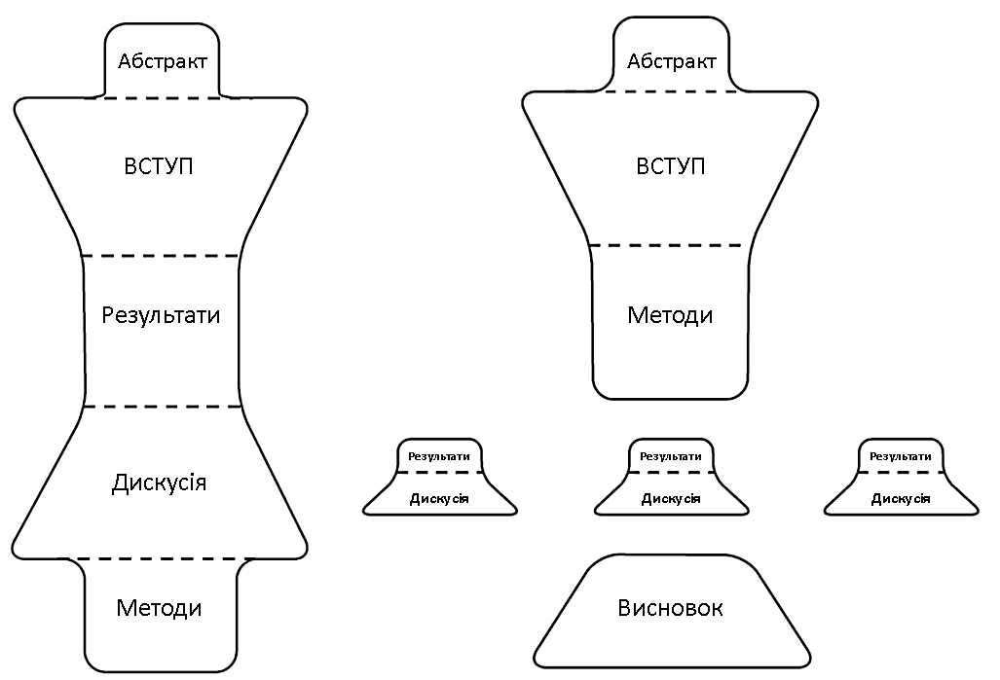 Абстракт
ВСТУП
Результати
Дискусія
Методи
Абстракт
ВСТУП
Методи
Результати
Дискусія
Результати
Дискусія
Результати
Дискусія
Висновок